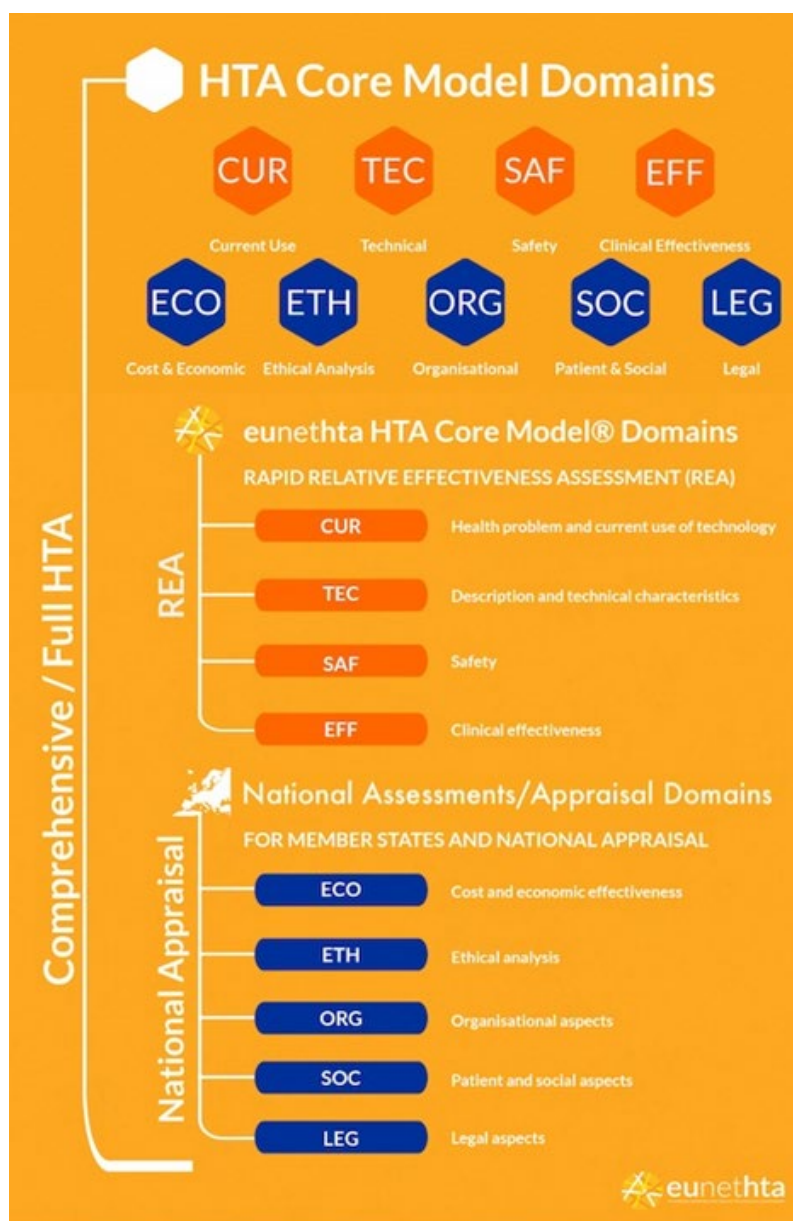 HTA Core Model Domains
CUR TEC SAF EFF
Current Use Technical Safety Clinical Effectiveness
ECO ETH ORG SOC LEG
Cost & Economic Ethical Analysis Organisational Patient & Social Legal
Comprehensive / Full HTA
eunethta HTA Core Model® Domains
RAPID RELATIVE EFFECTIVENESS ASSESSMENT (REA)
REA
CUR Health problem and current use of technology
TEC Description and technical characteristics
SAF Safety
EFF Clinical effectiveness
National Assessments/Appraisal Domains
FOR MEMBER STATES AND NATIONAL APPRAISAL
National Appraisal
ECO Cost and economic effectiveness
ETH Ethical analysis
ORG Organisational aspects
SOC Patient and social aspects
LEG Legal aspects
eunethta